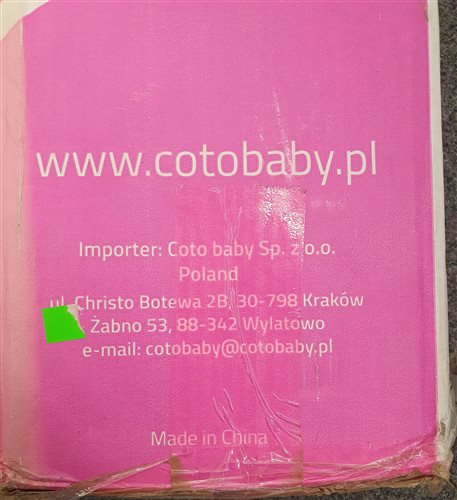 www.cotobaby.pl
Importer: Coto baby Sp. z o.o.
Poland
ul. Christo Botewa 2B, 30-798 Kraków
Żabno 53, 88-342 Wylatowo
e-mail: cotobaby@cotobaby.pl
Made in China